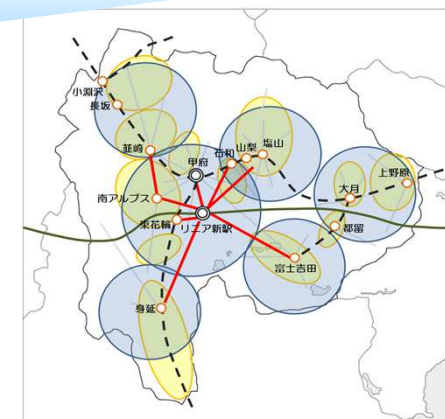 小淵沢
長坂
韮崎
甲府
石和
山梨
塩山
南アルプス
東花輪
リニア新駅
大月
上野原
都留
富士吉田
身延